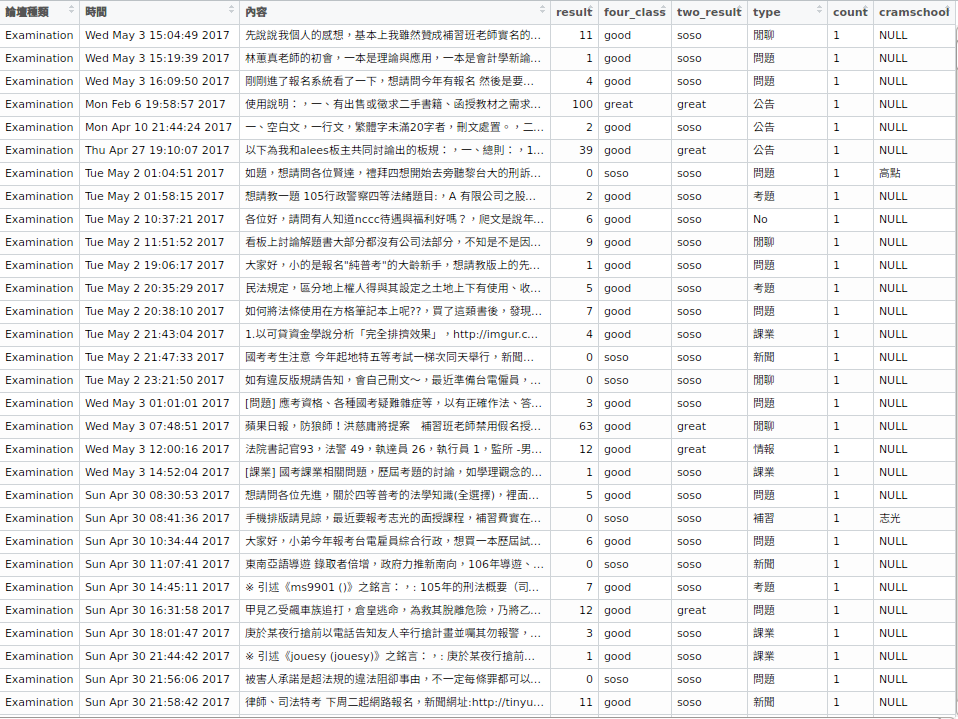 論壇種類 時間 內容 result four_class two_result type count cramschool
Examination Wed May 3 15:04:49 2017 先說說我個人的感想，基本上我雖然贊成補習班老師實名的... 11 good soso 閒聊 1 NULL
Examination Wed May 3 15:19:39 2017 林蕙真老師的初會，一本是理論與應用，一本是會計學新論... 1 good soso 問題 1 NULL
Examination Wed May 3 16:09:50 2017 剛剛進了報名系統看了一下，想請問今年有報名 然後是要... 4 good soso 問題 1 NULL
Examination Mon Feb 6 19:58:57 2017 使用說明：，一、有出售或徵求二手書籍、函授教材之需求... 100 great great 公告 1 NULL
Examination Mon Apr 10 21:44:24 2017 一、空白文，一行文，繁體字未滿20字者，刪文處置。，二... 2 good soso 公告 1 NULL
Examination Thu Apr 27 19:10:07 2017 以下為我和alees板主共同討論出的板規：，一、總則：，1... 39 good great 公告 1 NULL
Examination Tue May 2 01:04:51 2017 如題，想請問各位賢達，禮拜四想開始去旁聽黎台大的刑訴... 0 soso soso 問題 1 高點
Examination Tue May 2 01:58:15 2017 想請教一題 105行政警察四等法緒題目:，A 有限公司之股... 2 good soso 考題 1 NULL
Examination Tue May 2 10:37:21 2017 各位好，請問有人知道nccc待遇與福利好嗎？，爬文是說年... 6 good soso No 1 NULL
Examination Tue May 2 11:51:52 2017 看板上討論解題書大部分都沒有公司法部分，不知是不是因... 9 good soso 閒聊 1 NULL
Examination Tue May 2 19:06:17 2017 大家好，小的是報名"純普考"的大齡新手，想請教版上的先... 1 good soso 問題 1 NULL
Examination Tue May 2 20:35:29 2017 民法規定，區分地上權人得與其設定之土地上下有使用、收... 5 good soso 考題 1 NULL
Examination Tue May 2 20:38:10 2017 如何將法條使用在方格筆記本上呢??，買了這類書後，發現... 7 good soso 問題 1 NULL
Examination Tue May 2 21:43:04 2017 1.以可貸資金學說分析「完全排擠效果」，http://imgur.c... 4 good soso 課業 1 NULL
Examination Tue May 2 21:47:33 2017 國考考生注意 今年起地特五等考試一梯次同天舉行，新聞... 0 soso soso 新聞 1 NULL
Examination Tue May 2 23:21:50 2017 如有違反版規請告知，會自己刪文～，最近準備台電僱員，... 0 soso soso 閒聊 1 NULL
Examination Wed May 3 01:01:01 2017 [問題] 應考資格、各種國考疑難雜症等，以有正確作法、答... 3 good soso 問題 1 NULL
Examination Wed May 3 07:48:51 2017 蘋果日報，防狼師！洪慈庸將提案　補習班老師禁用假名授... 63 good great 閒聊 1 NULL
Examination Wed May 3 12:00:16 2017 法院書記官93，法警 49，執達員 26，執行員 1，監所 -男... 12 good great 情報 1 NULL
Examination Wed May 3 14:52:04 2017 [課業] 國考課業相關問題，歷屆考題的討論，如學理觀念的... 1 good soso 課業 1 NULL
Examination Sun Apr 30 08:30:53 2017 想請問各位先進，關於四等普考的法學知識(全選擇)，裡面... 5 good soso 問題 1 NULL
Examination Sun Apr 30 08:41:36 2017 手機排版請見諒，最近要報考志光的面授課程，補習費實在... 0 soso soso 補習 1 志光
Examination Sun Apr 30 10:34:44 2017 大家好，小弟今年報考台電雇員綜合行政，想買一本歷屆試... 6 good soso 問題 1 NULL
Examination Sun Apr 30 11:07:41 2017 東南亞語導遊 錄取者倍增，政府力推新南向，106年導遊、... 0 soso soso 新聞 1 NULL
Examination Sun Apr 30 14:45:11 2017 ※ 引述《ms9901 ()》之銘言：，: 105年的刑法概要（司... 7 good soso 考題 1 NULL
Examination Sun Apr 30 16:31:58 2017 甲見乙受飆車族追打，倉皇逃命，為救其脫離危險，乃將乙... 12 good great 問題 1 NULL
Examination Sun Apr 30 18:01:47 2017 庚於某夜行搶前以電話告知友人辛行搶計畫並囑其勿報警，... 3 good soso 課業 1 NULL
Examination Sun Apr 30 21:44:42 2017 ※ 引述《jouesy (jouesy)》之銘言：，: 庚於某夜行搶前... 1 good soso 課業 1 NULL
Examination Sun Apr 30 21:56:06 2017 被害人承諾是超法規的違法阻卻事由，不一定每條罪都可以... 0 soso soso 問題 1 NULL
Examination Sun Apr 30 21:58:42 2017 律師、司法特考 下周二起網路報名，新聞網址:http://tinyu... 11 good soso 新聞 1 NULL